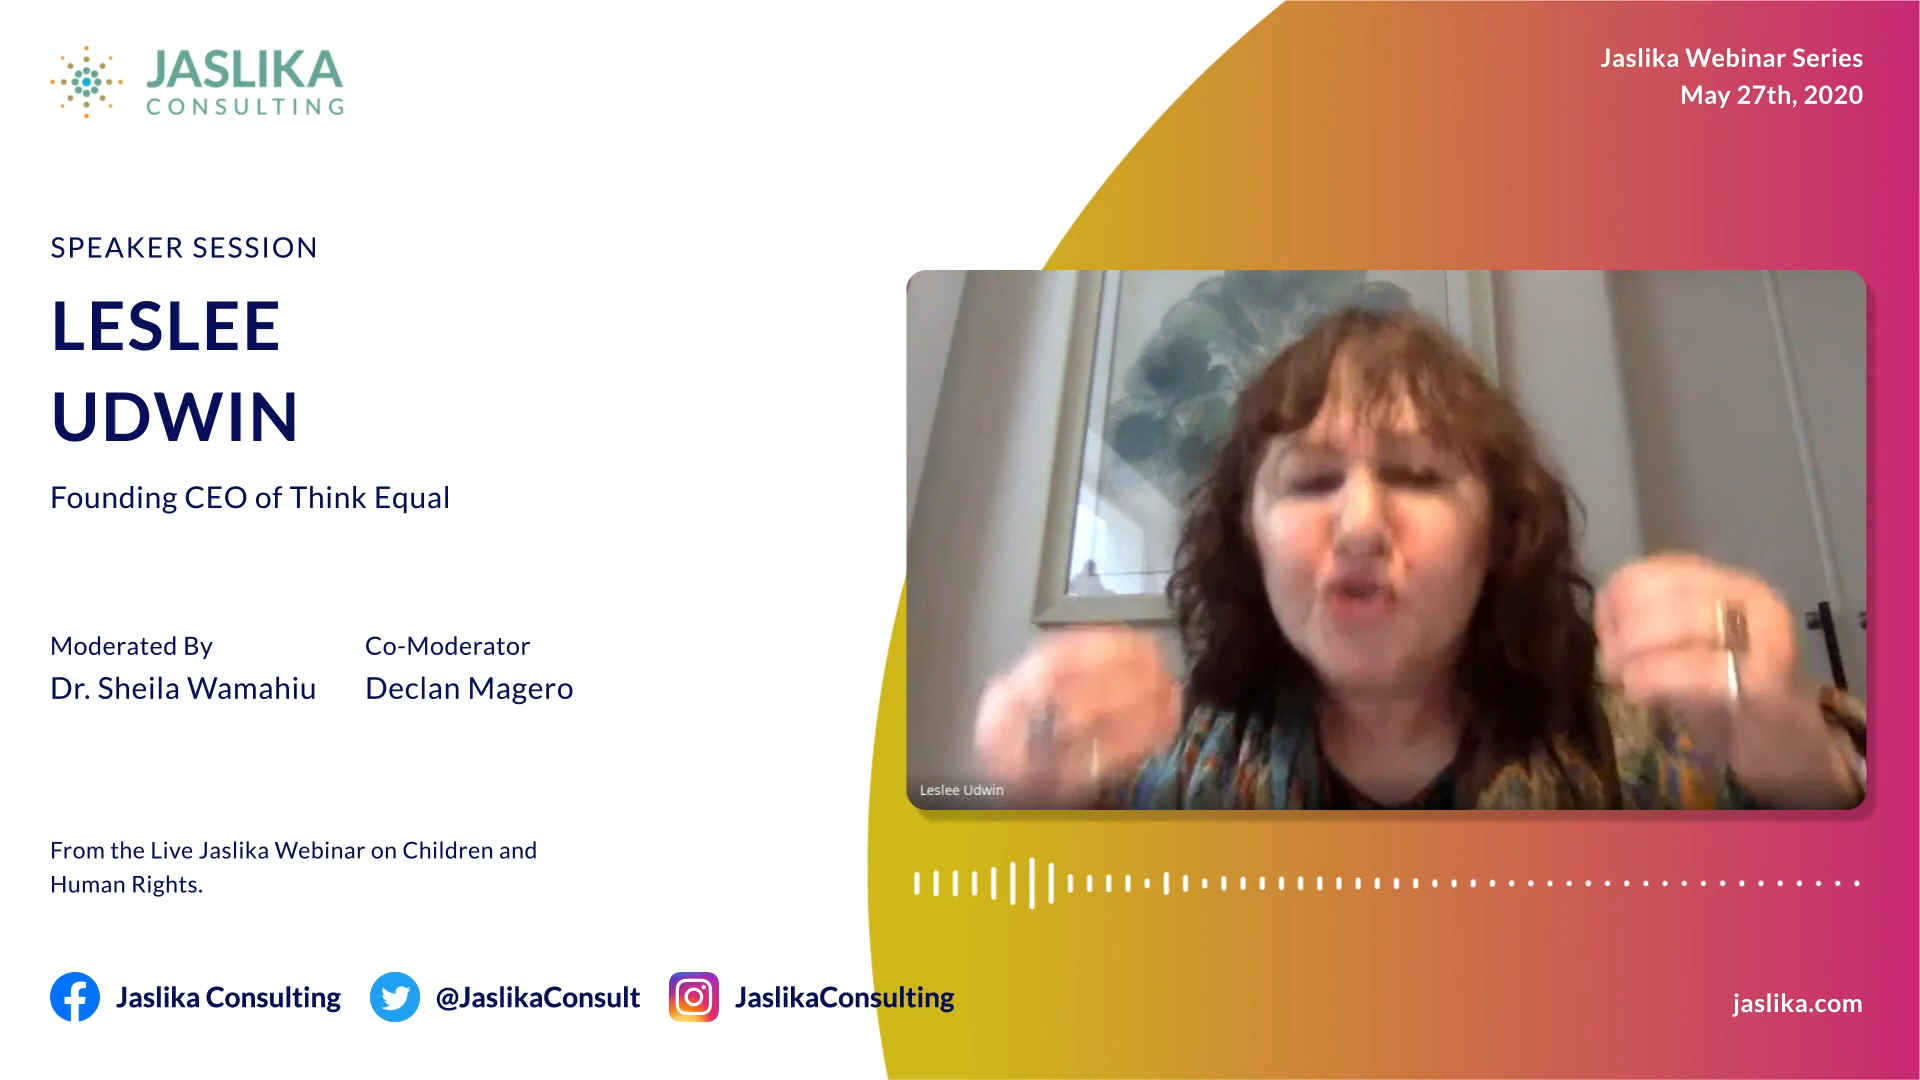 JASLIKA
CONSULTING
Jaslika Webinar Series
May 27th, 2020
SPEAKER SESSION
LESLEE
UDWIN
Founding CEO of Think Equal
Moderated By
Dr. Sheila Wamahiu
Co-Moderator
Declan Magero
From the Live Jaslika Webinar on Children and
Human Rights.
Leslee Udwin
Jaslika Consulting
@JaslikaConsult
JaslikaConsulting
jaslika.com